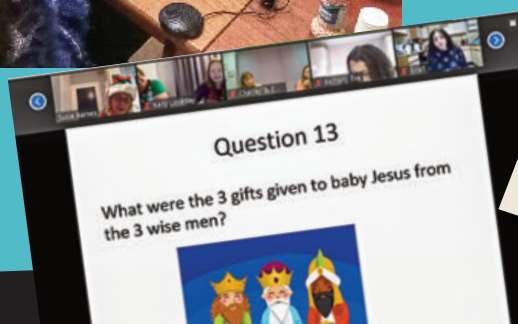 Question 13
What were the 3 gifts given to baby Jesus from
the 3 wise men?